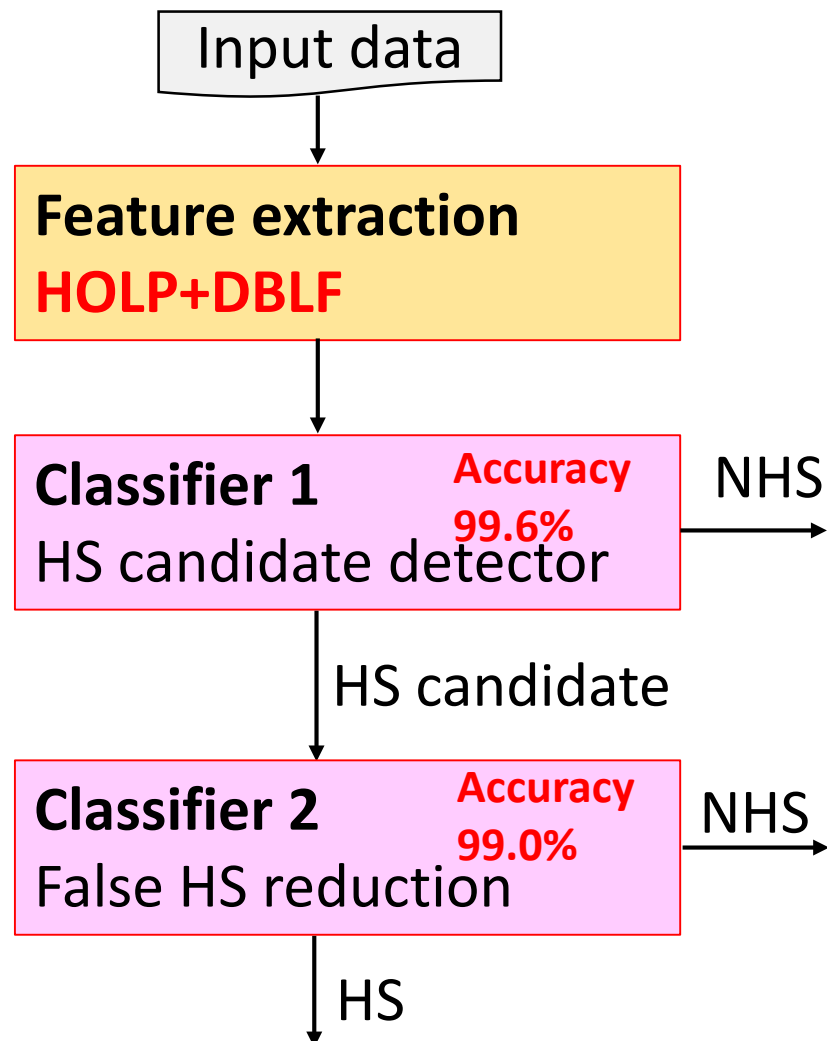 Input data
Feature extraction
HOLP+DBLF
Classifier 1
Accuracy
99.6%
HS candidate detector
NHS
HS candidate
Classifier 2
Accuracy
99.0%
False HS reduction
NHS
HS